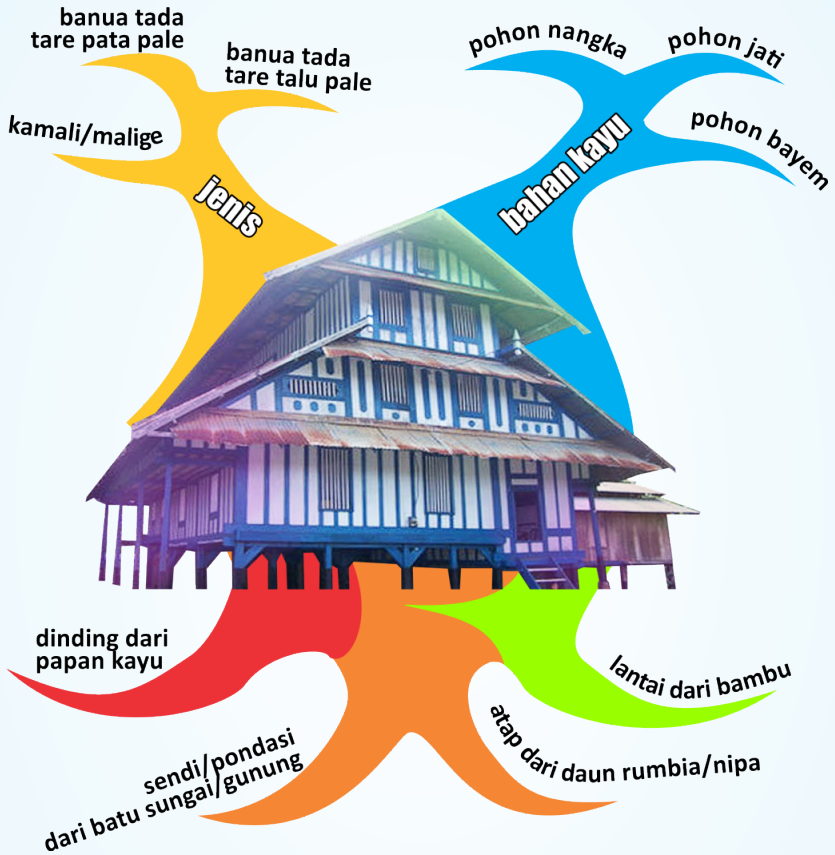 banua tada
tare pata pale
banua tada
tare talu pale
kamali/malige
jenis
pohon nangka
pohon jati
pohon bayem
bahan kayu
dinding dari
papan kayu
lantai dari bambu
sendi/pondasi
dari batu sungai/gunung
atap dari daun rumbia/nipa